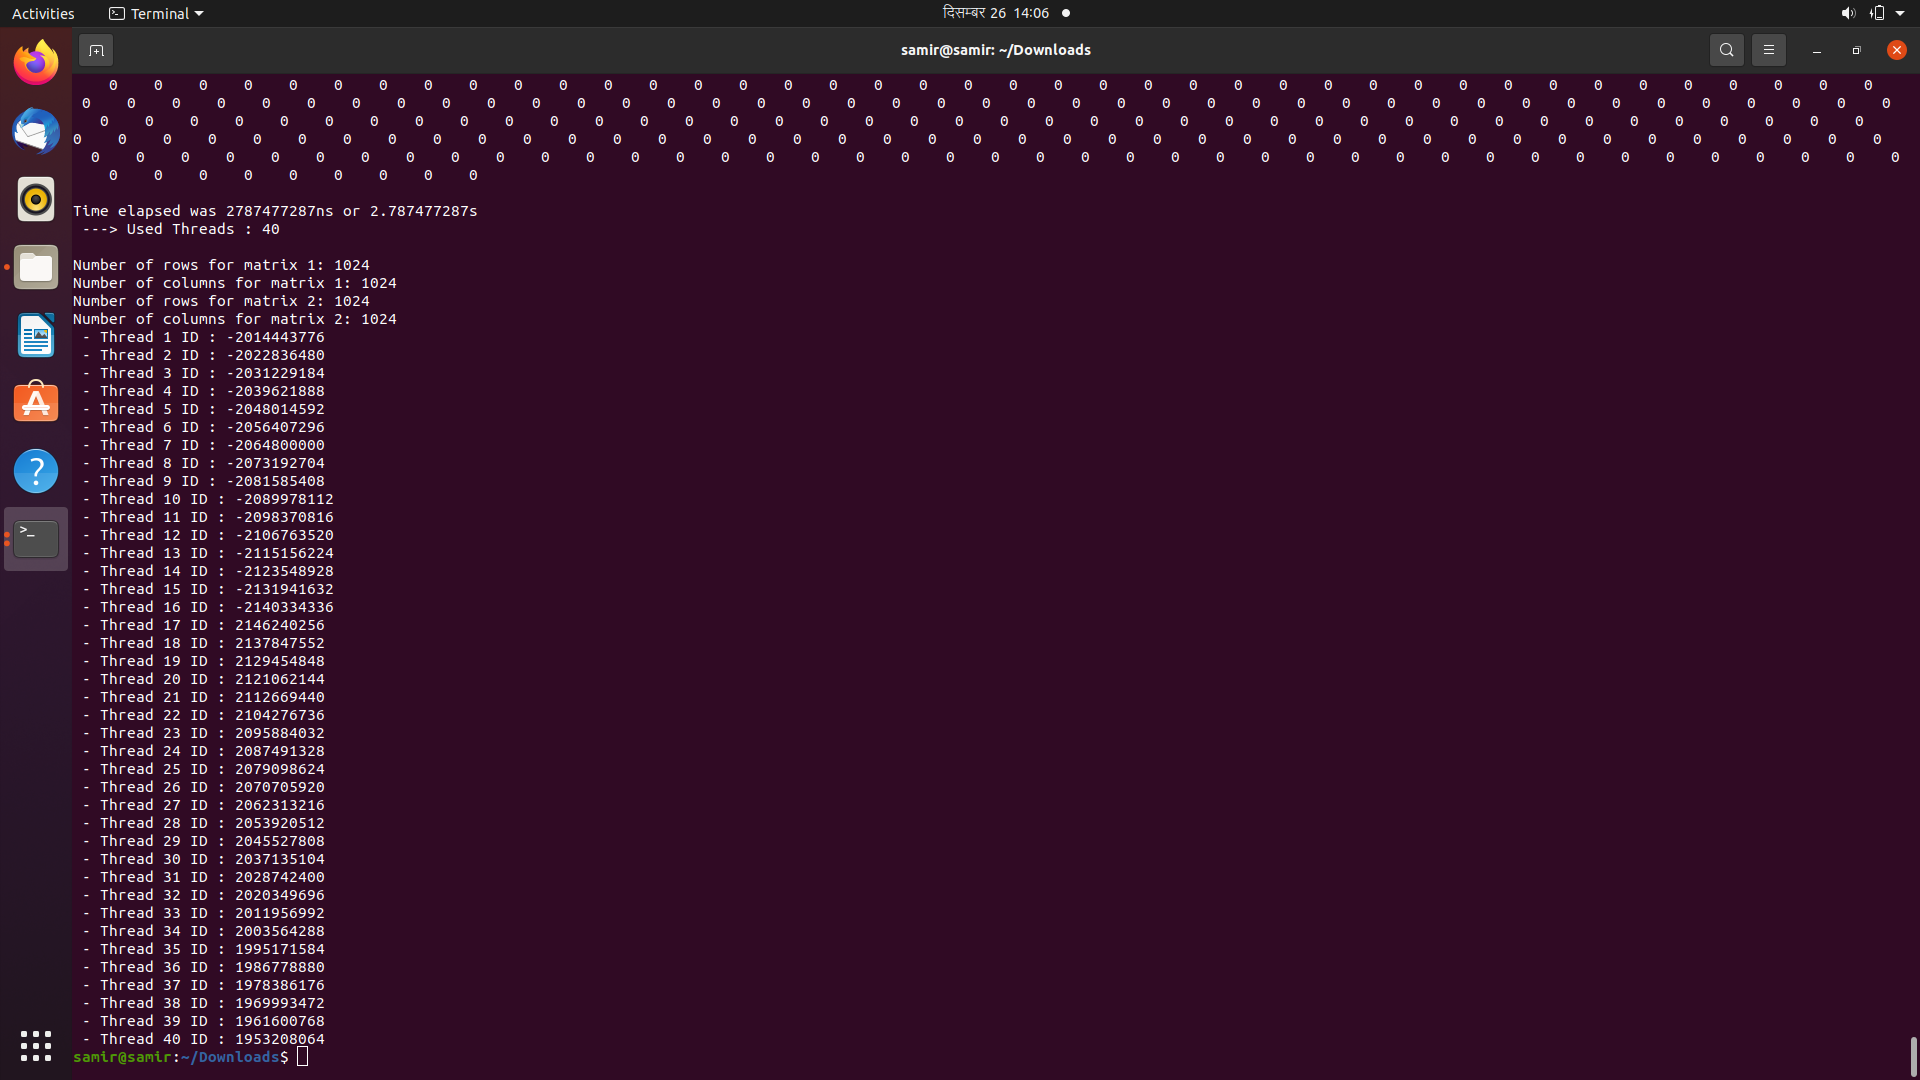 Activities Terminal दिसम्बर 26 14:06
samir@samir: ~/Downloads
0 0 0 0 0 0 0 0 0 0 0 0 0 0 0 0 0 0 0 0 0 0 0 0 0 0 0 0 0 0 0 0 0 0 0 0 0 0 0 0
0 0 0 0 0 0 0 0 0 0 0 0 0 0 0 0 0 0 0 0 0 0 0 0 0 0 0 0 0 0 0 0 0 0 0 0 0 0 0 0 0
0 0 0 0 0 0 0 0 0 0 0 0 0 0 0 0 0 0 0 0 0 0 0 0 0 0 0 0 0 0 0 0 0 0 0 0 0 0 0 0
0 0 0 0 0 0 0 0 0 0 0 0 0 0 0 0 0 0 0 0 0 0 0 0 0 0 0 0 0 0 0 0 0 0 0 0 0 0 0 0 0
0 0 0 0 0 0 0 0 0 0 0 0 0 0 0 0 0 0 0 0 0 0 0 0 0 0 0 0 0 0 0 0 0 0 0 0 0 0 0 0 0
0 0 0 0 0 0 0 0 0
Time elapsed was 2787477287ns or 2.787477287s
---> Used Threads : 40
Number of rows for matrix 1: 1024
Number of columns for matrix 1: 1024
Number of rows for matrix 2: 1024
Number of columns for matrix 2: 1024
- Thread 1 ID : -2014443776
- Thread 2 ID : -2022836480
- Thread 3 ID : -2031229184
- Thread 4 ID : -2039621888
- Thread 5 ID : -2048014592
- Thread 6 ID : -2056407296
- Thread 7 ID : -2064800000
- Thread 8 ID : -2073192704
- Thread 9 ID : -2081585408
- Thread 10 ID : -2089978112
- Thread 11 ID : -2098370816
- Thread 12 ID : -2106763520
- Thread 13 ID : -2115156224
- Thread 14 ID : -2123548928
- Thread 15 ID : -2131941632
- Thread 16 ID : -2140334336
- Thread 17 ID : 2146240256
- Thread 18 ID : 2137847552
- Thread 19 ID : 2129454848
- Thread 20 ID : 2121062144
- Thread 21 ID : 2112669440
- Thread 22 ID : 2104276736
- Thread 23 ID : 2095884032
- Thread 24 ID : 2087491328
- Thread 25 ID : 2079098624
- Thread 26 ID : 2070705920
- Thread 27 ID : 2062313216
- Thread 28 ID : 2053920512
- Thread 29 ID : 2045527808
- Thread 30 ID : 2037135104
- Thread 31 ID : 2028742400
- Thread 32 ID : 2020349696
- Thread 33 ID : 2011956992
- Thread 34 ID : 2003564288
- Thread 35 ID : 1995171584
- Thread 36 ID : 1986778880
- Thread 37 ID : 1978386176
- Thread 38 ID : 1969993472
- Thread 39 ID : 1961600768
- Thread 40 ID : 1953208064
samir@samir:~/Downloads$